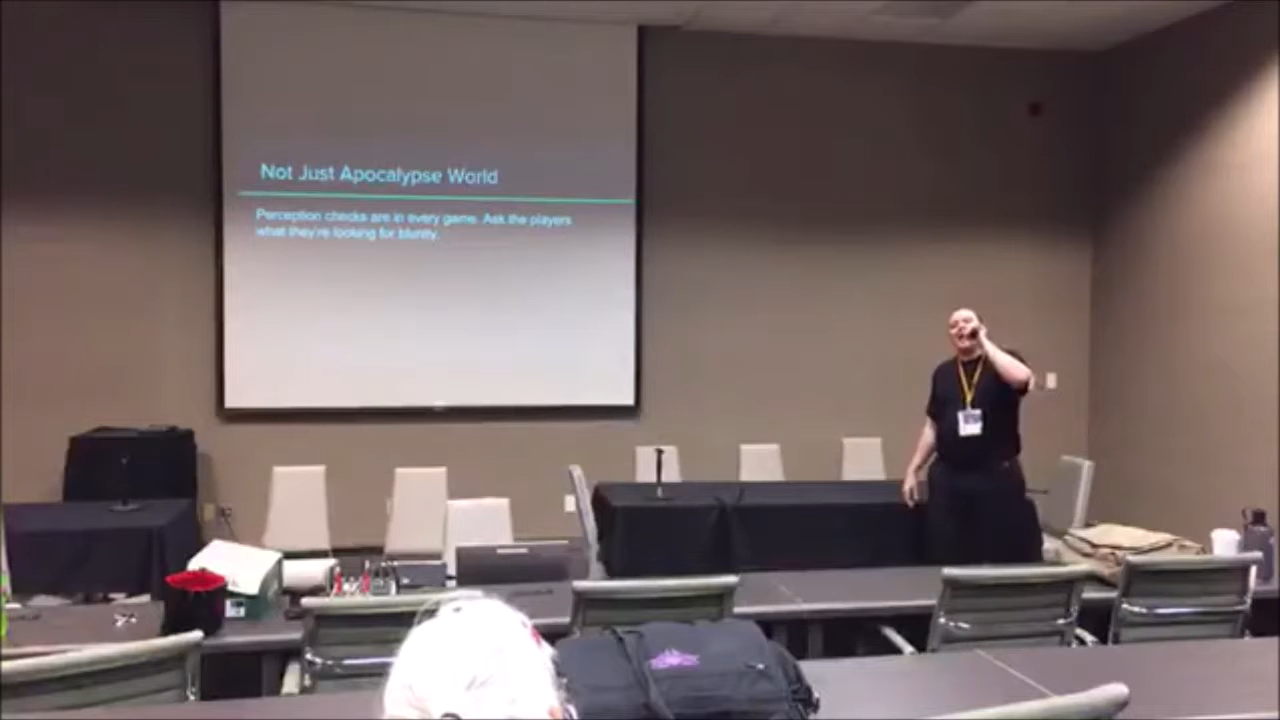 Not Just Apocalypse World
Perception checks are in every game. Ask the players
what they're looking for bluntly.